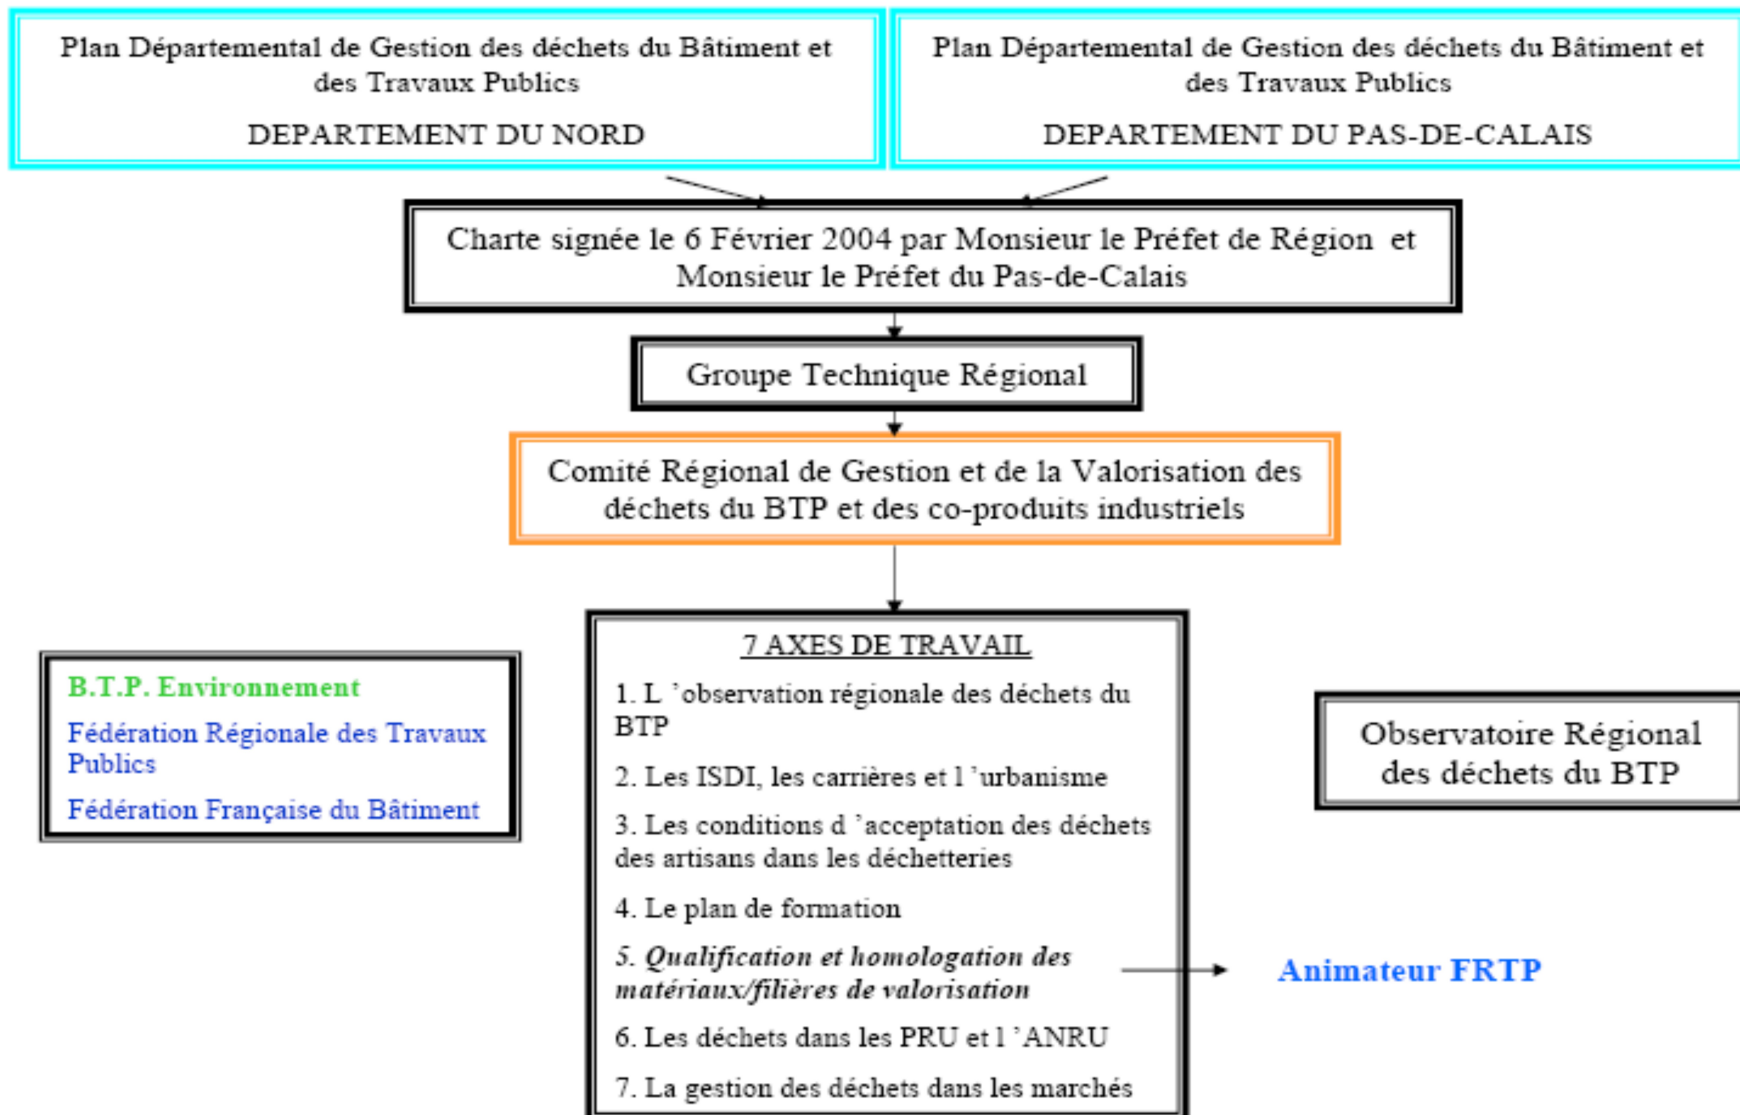 Plan Départemental de Gestion des déchets du Bâtiment et
des Travaux Publics
DEPARTEMENT DU NORD
Plan Départemental de Gestion des déchets du Bâtiment et
des Travaux Publics
DEPARTEMENT DU PAS-DE-CALAIS
Charte signée le 6 Février 2004 par Monsieur le Préfet de Région et
Monsieur le Préfet du Pas-de-Calais
Groupe Technique Régional
Comité Régional de Gestion et de la Valorisation des
déchets du BTP et des co-produits industriels
B.T.P. Environnement
Fédération Régionale des Travaux
Publics
Fédération Française du Bâtiment
7 AXES DE TRAVAIL
1. L ’observation régionale des déchets du
BTP
2. Les ISDI, les carrières et l ’urbanisme
3. Les conditions d ’acceptation des déchets
des artisans dans les déchetteries
4. Le plan de formation
5. Qualification et homologation des
matériaux/filières de valorisation
6. Les déchets dans les PRU et l ’ANRU
7. La gestion des déchets dans les marchés
Observatoire Régional
des déchets du BTP
Animateur FRTP